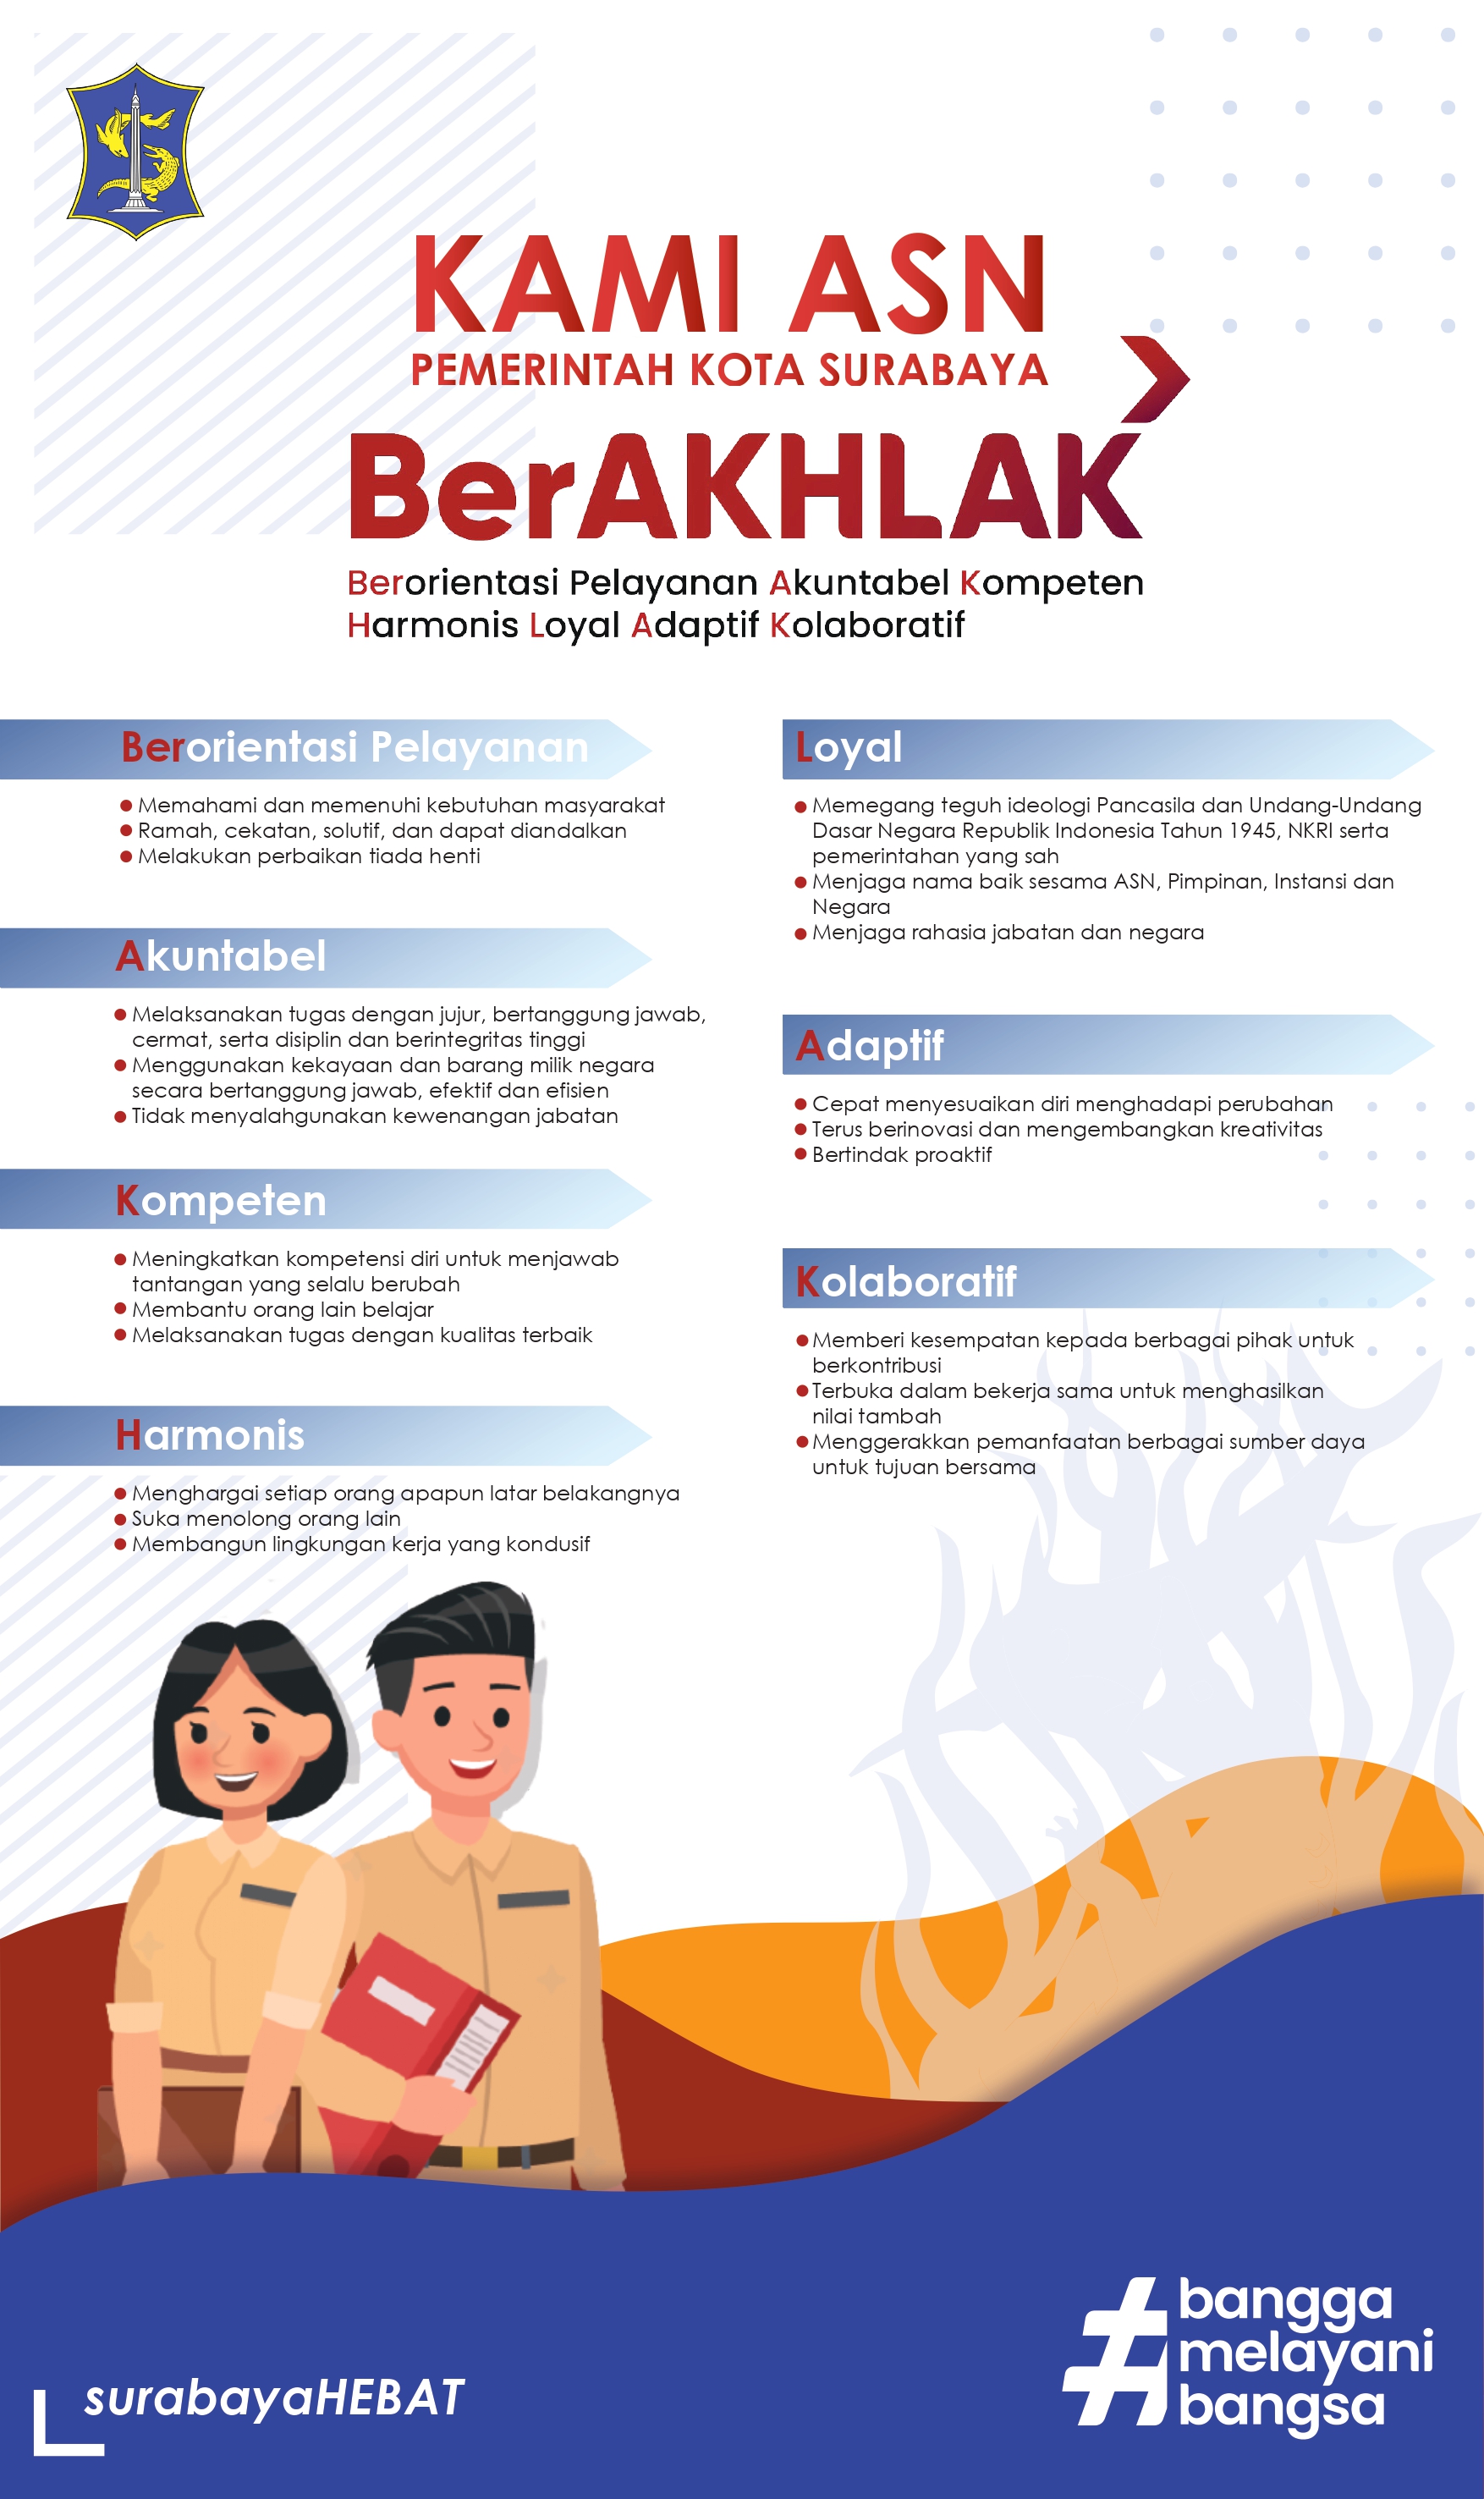 KAMI ASN
PEMERINTAH KOTA SURABAYA
BerAKHLAK
Berorientasi Pelayanan Akuntabel Kompeten
Harmonis Loyal Adaptif Kolaboratif
Berorientasi Pelayanan
Memahami dan memenuhi kebutuhan masyarakat
Ramah, cekatan, solutif, dan dapat diandalkan
Melakukan perbaikan tiada henti
Akuntabel
Melaksanakan tugas dengan jujur, bertanggung jawab,
cermat, serta disiplin dan berintegritas tinggi
Menggunakan kekayaan dan barang milik negara
secara bertanggung jawab, efektif dan efisien
Tidak menyalahgunakan kewenangan jabatan
Kompeten
Meningkatkan kompetensi diri untuk menjawab
tantangan yang selalu berubah
Membantu orang lain belajar
Melaksanakan tugas dengan kualitas terbaik
Harmonis
Menghargai setiap orang apapun latar belakangnya
Suka menolong orang lain
Membangun lingkungan kerja yang kondusif
Loyal
Memegang teguh ideologi Pancasila dan Undang-Undang
Dasar Negara Republik Indonesia Tahun 1945, NKRI serta
pemerintahan yang sah
Menjaga nama baik sesama ASN, Pimpinan, Instansi dan
Negara
Menjaga rahasia jabatan dan negara
Adaptif
Cepat menyesuaikan diri menghadapi perubahan
Terus berinovasi dan mengembangkan kreativitas
Bertindak proaktif
Kolaboratif
Memberi kesempatan kepada berbagai pihak untuk
berkontribusi
Terbuka dalam bekerja sama untuk menghasilkan
nilai tambah
Menggerakkan pemanfaatan berbagai sumber daya
untuk tujuan bersama
surabayaHEBAT
#bangga
melayani
bangsa